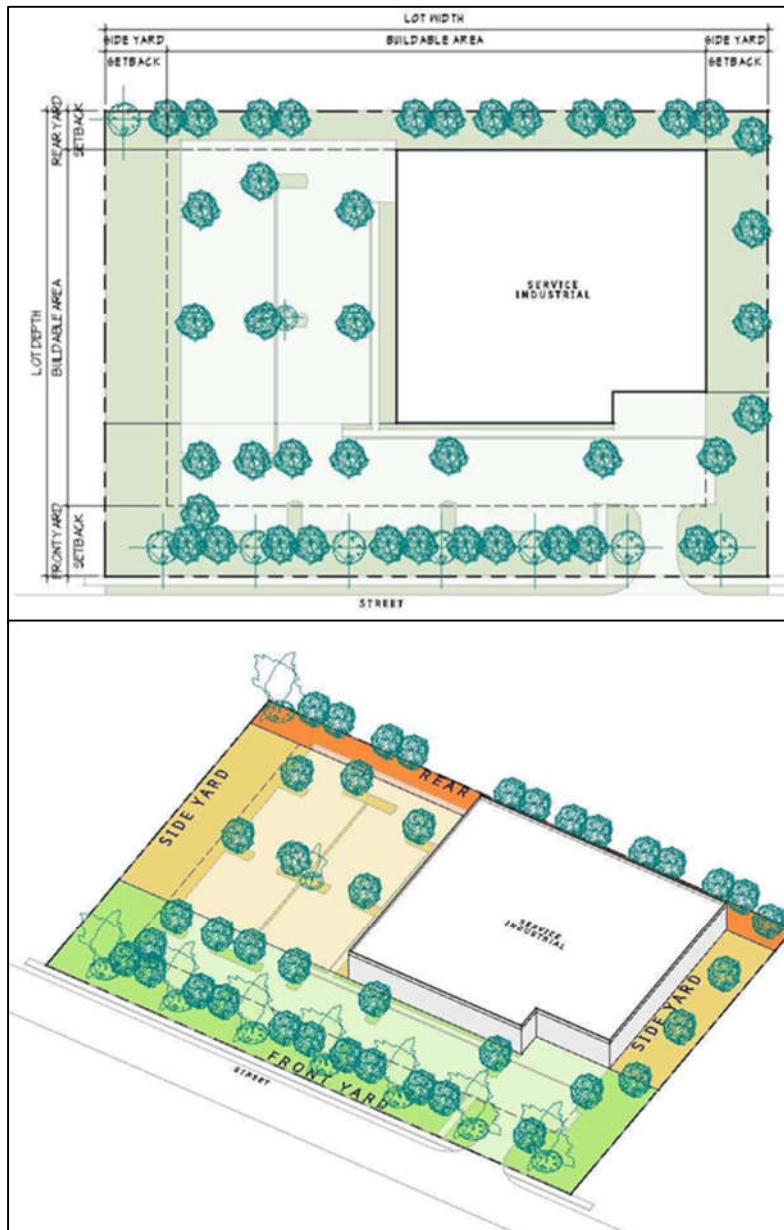 LOT WIDTH
SIDE YARD BUILDABLE AREA SIDE YARD
SETBACK SETBACK
REAR YARD
SETBACK
LOT DEPTH
BUILDABLE AREA
SERVICE
INDUSTRIAL
FRONT YARD
SETBACK
STREET
REAR
SIDE YARD
SERVICE
INDUSTRIAL
SIDE YARD
FRONT YARD
STREET